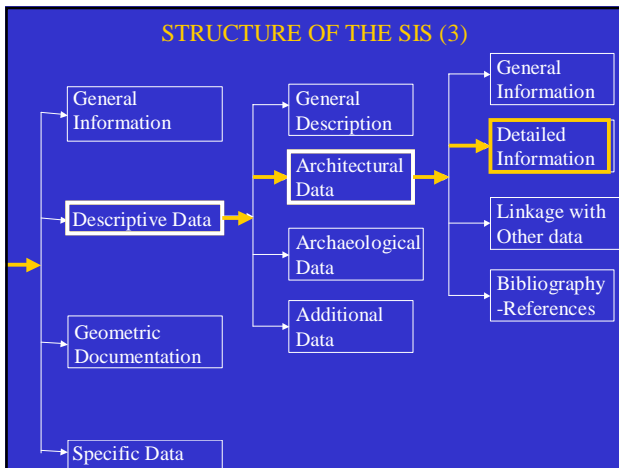 STRUCTURE OF THE SIS (3)
General
Information
Descriptive Data
Geometric
Documentation
Specific Data
General
Description
Architectural
Data
Archaeological
Data
Additional
Data
General
Information
Detailed
Information
Linkage with
Other data
Bibliography
-References